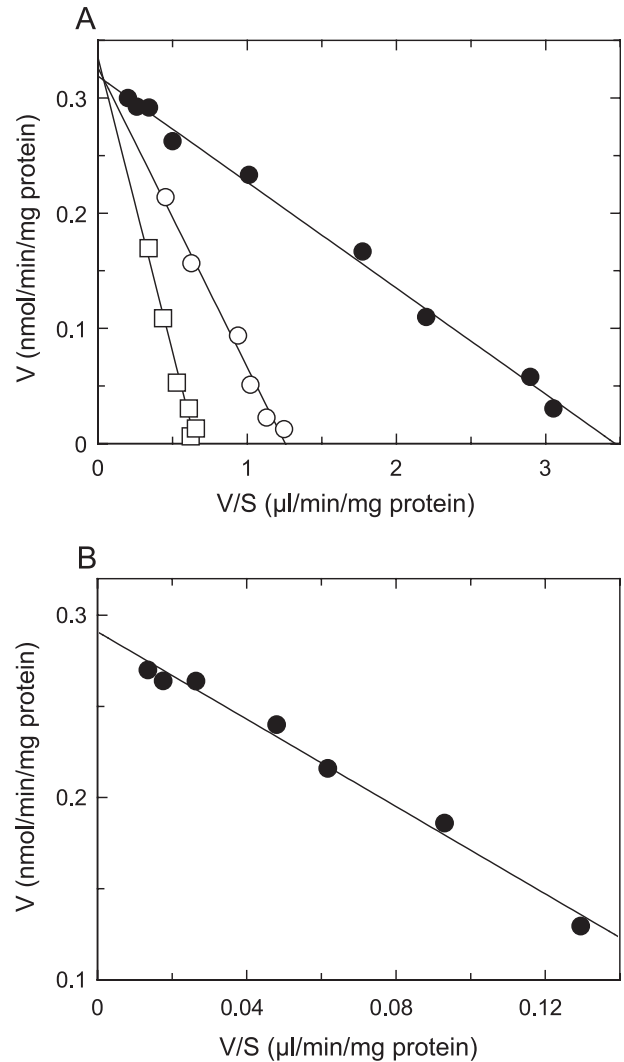 A
V (nmol/min/mg protein)
0.3
0.2
0.1
0
0 1 2 3
V/S (µl/min/mg protein)
B
V (nmol/min/mg protein)
0.3
0.2
0.1
0 0.04 0.08 0.12
V/S (µl/min/mg protein)